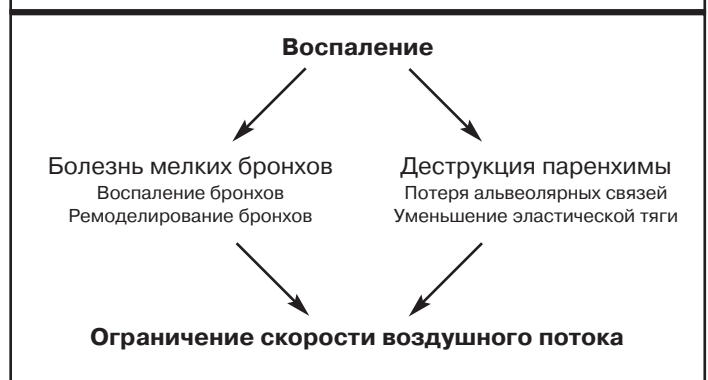 Воспаление
Болезнь мелких бронхов
Воспаление бронхов
Ремоделирование бронхов
Деструкция паренхимы
Потеря альвеолярных связей
Уменьшение эластической тяги
Ограничение скорости воздушного потока